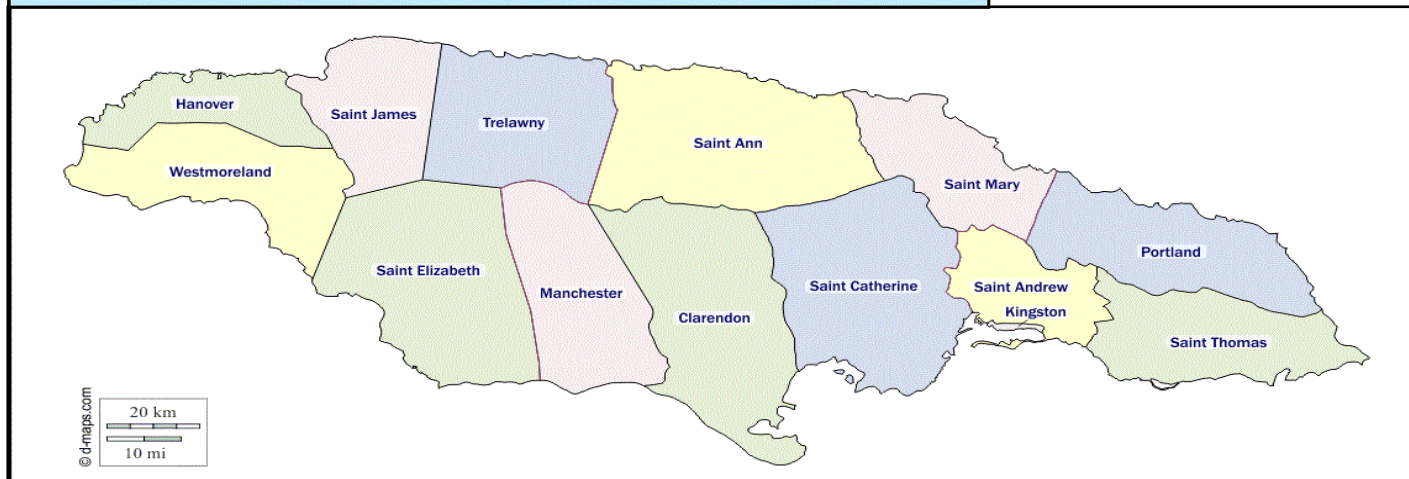 Hanover
Saint James
Trelawny
Saint Ann
Westmoreland
Saint Mary
Saint Elizabeth
Manchester
Clarendon
Saint Catherine
Saint Andrew
Kingston
Portland
Saint Thomas
20 km
10 mi
© d-maps.com